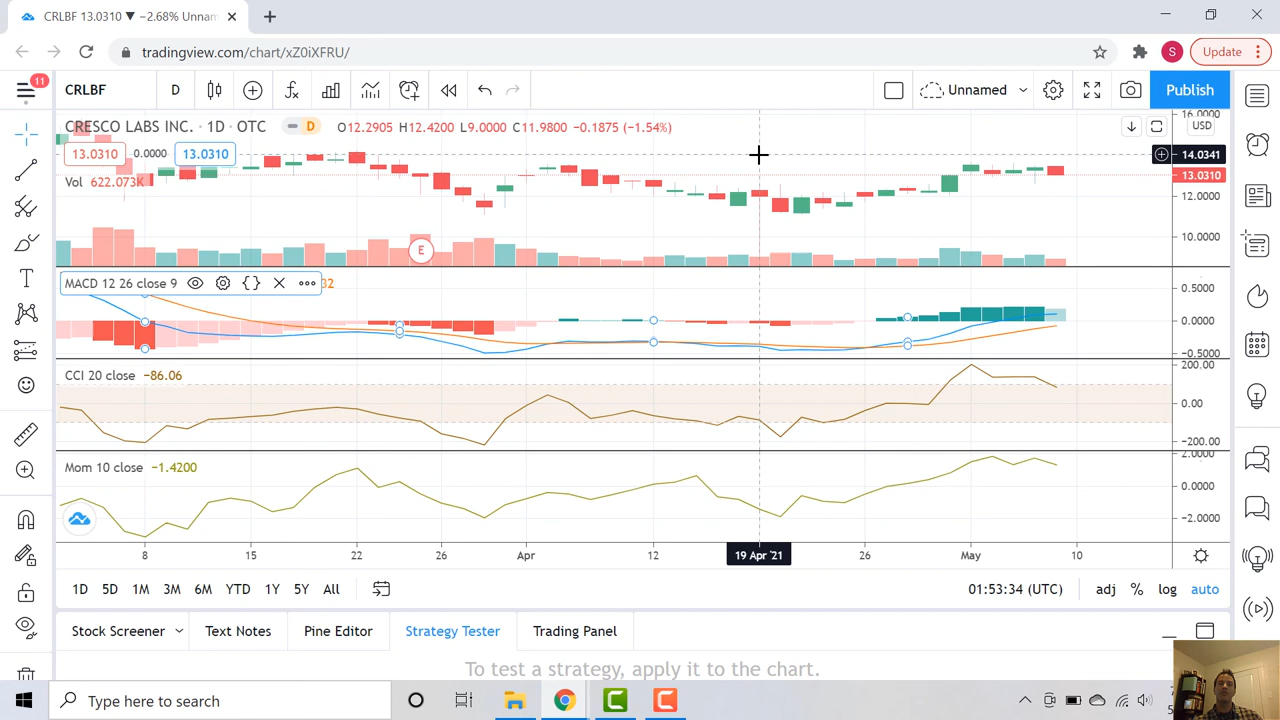 CRLBF 13.0310 ▼ −2.68% Unnam
tradingview.com/chart/xZ0iXFRU/
S
Update
11
CRLBF
D
Unnamed
Publish
CRESCO LABS INC. · 1D · OTC
D
O12.2905 H12.4200 L9.0000 C11.9800 −0.1875 (−1.54%)
13.0310
0.0000
13.0310
Vol 622.073K
E
16.0000
USD
14.0341
13.0310
12.0000
10.0000
MACD 12 26 close 9
32
0.5000
0.0000
−0.5000
CCI 20 close −86.06
200.00
0.00
−200.00
Mom 10 close −1.4200
2.0000
0.0000
−2.0000
8 15 22 26 Apr 12 19 Apr '21 26 May 10
1D 5D 1M 3M 6M YTD 1Y 5Y All
01:53:34 (UTC)
adj % log auto
Stock Screener
Text Notes
Pine Editor
Strategy Tester
Trading Panel
To test a strategy, apply it to the chart.
Type here to search